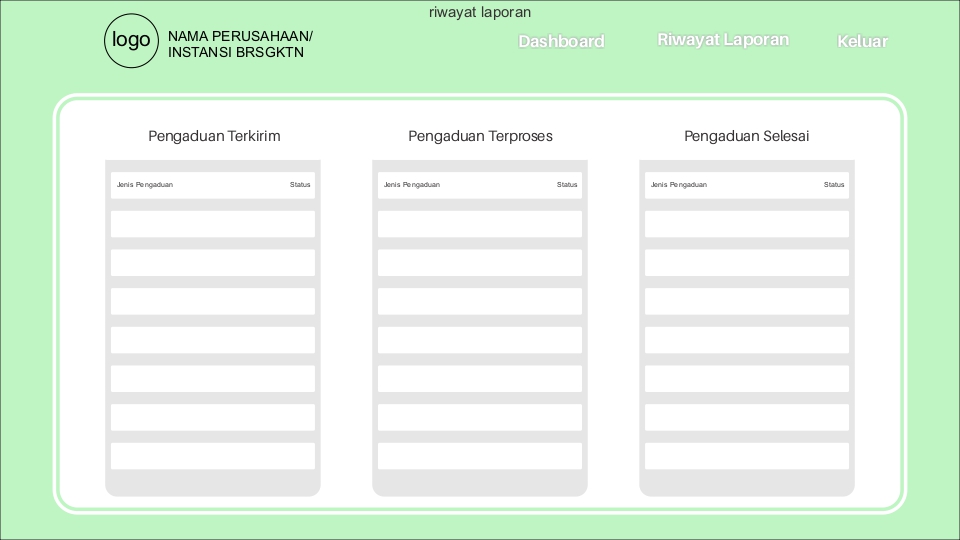 riwayat laporan
logo
NAMA PERUSAHAAN/
INSTANSI BRSGKTN
Dashboard
Riwayat Laporan
Keluar
Pengaduan Terkirim
Pengaduan Terproses
Pengaduan Selesai
Jenis Pengaduan Status
Jenis Pengaduan Status
Jenis Pengaduan Status